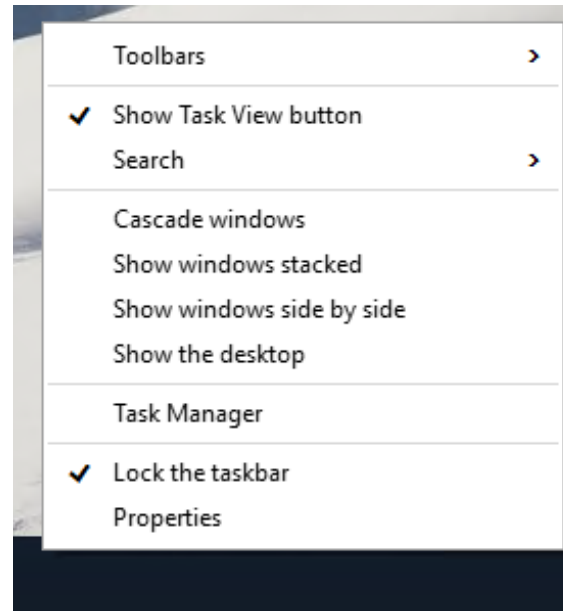 Toolbars
Show Task View button
Search
Cascade windows
Show windows stacked
Show windows side by side
Show the desktop
Task Manager
Lock the taskbar
Properties